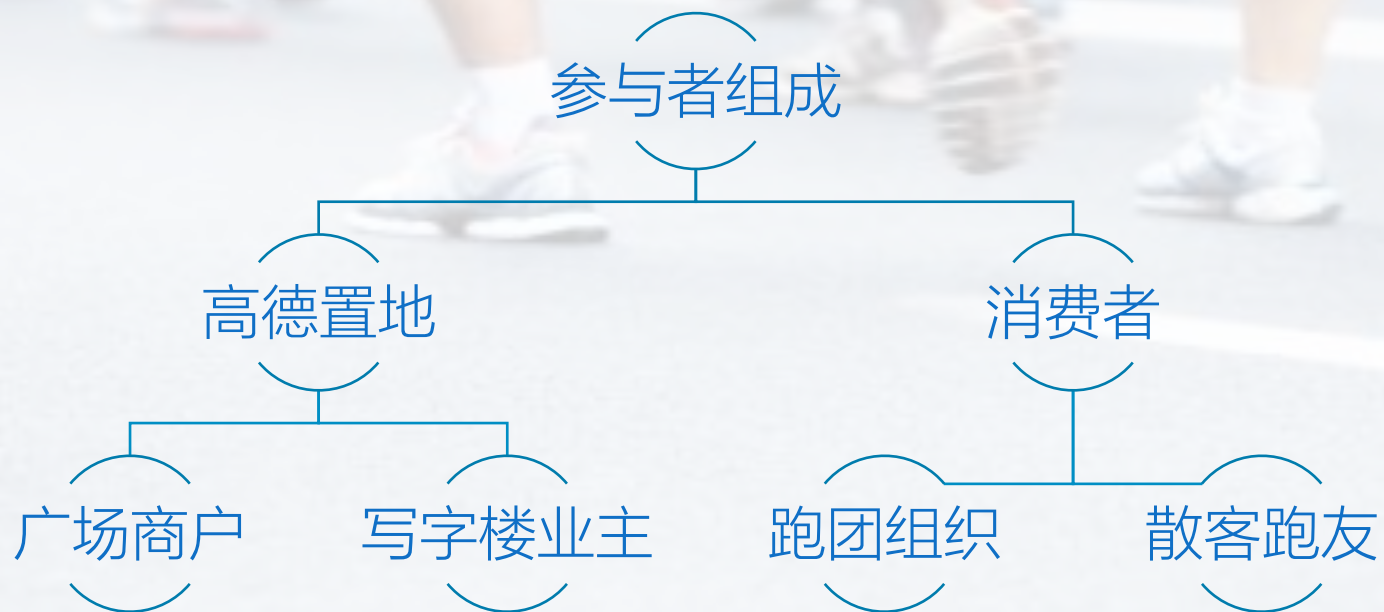 参与者组成
高德置地
消费者
广场商户
写字楼业主
跑团组织
散客跑友